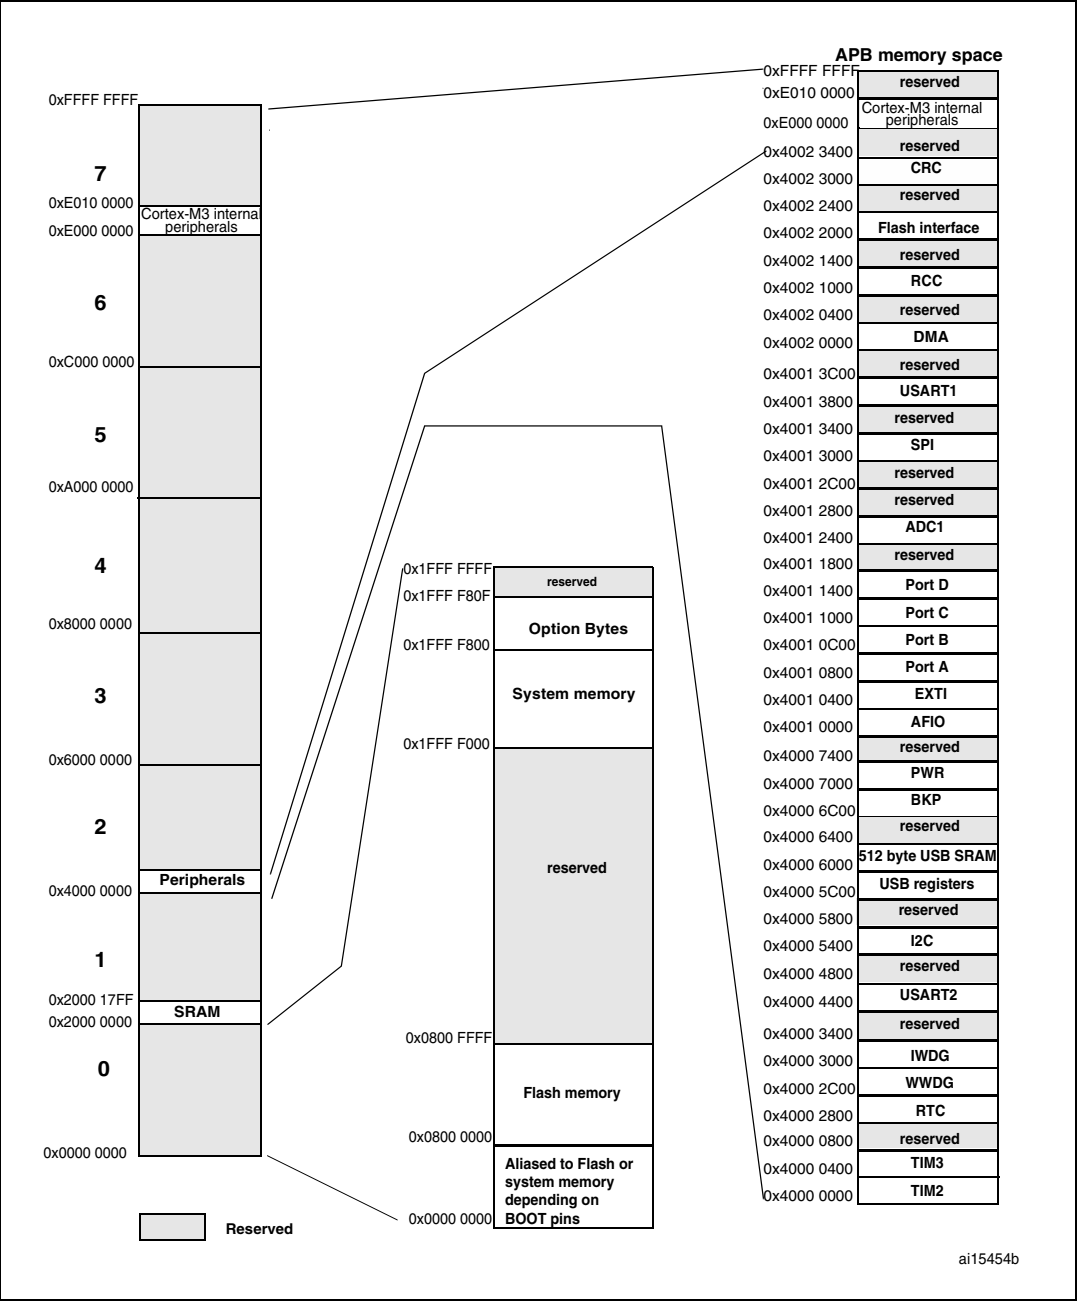 APB memory space
0xFFFF FFFF
reserved
0xE010 0000
Cortex-M3 internal
peripherals
0xE000 0000
reserved
0x4002 3400
CRC
0x4002 3000
reserved
0x4002 2400
Flash interface
0x4002 2000
reserved
0x4002 1400
RCC
0x4002 1000
reserved
0x4002 0400
DMA
0x4002 0000
reserved
0x4001 3C00
USART1
0x4001 3800
reserved
0x4001 3400
SPI
0x4001 3000
reserved
0x4001 2C00
reserved
0x4001 2800
ADC1
0x4001 2400
reserved
0x4001 1800
Port D
0x4001 1400
Port C
0x4001 1000
Port B
0x4001 0C00
Port A
0x4001 0800
EXTI
0x4001 0400
AFIO
0x4001 0000
reserved
0x4000 7400
PWR
0x4000 7000
BKP
0x4000 6C00
reserved
0x4000 6400
512 byte USB SRAM
0x4000 6000
USB registers
0x4000 5C00
reserved
0x4000 5800
I2C
0x4000 5400
reserved
0x4000 4800
USART2
0x4000 4400
reserved
0x4000 3400
IWDG
0x4000 3000
WWDG
0x4000 2C00
RTC
0x4000 2800
reserved
0x4000 0800
TIM3
0x4000 0400
TIM2
0x4000 0000
0xFFFF FFFF
7
0xE010 0000
Cortex-M3 internal
peripherals
0xE000 0000
6
0xC000 0000
5
0xA000 0000
4
0x8000 0000
3
0x6000 0000
2
Peripherals
0x4000 0000
1
0x2000 17FF
SRAM
0x2000 0000
0
0x0000 0000
0x1FFF FFFF
reserved
0x1FFF F80F
Option Bytes
0x1FFF F800
System memory
0x1FFF F000
reserved
0x0800 FFFF
Flash memory
0x0800 0000
Aliased to Flash or
system memory
depending on
BOOT pins
0x0000 0000
Reserved
ai15454b